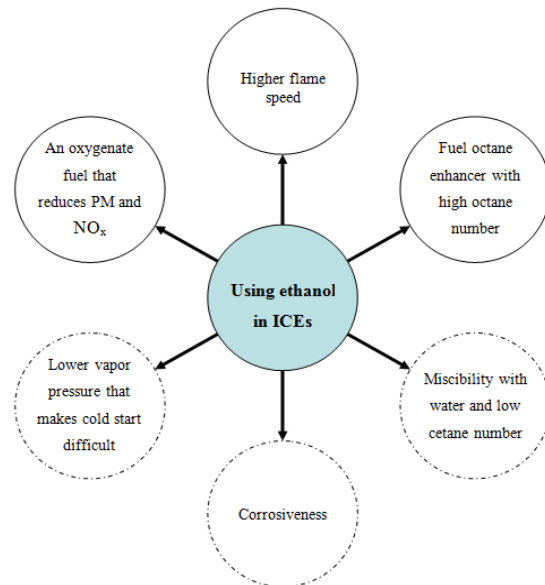 Higher flame
speed
An oxygenate
fuel that
reduces PM and
NOx
Fuel octane
enhancer with
high octane
number
Using ethanol
in ICEs
Lower vapor
pressure that
makes cold start
difficult
Miscibility with
water and low
cetane number
Corrosiveness